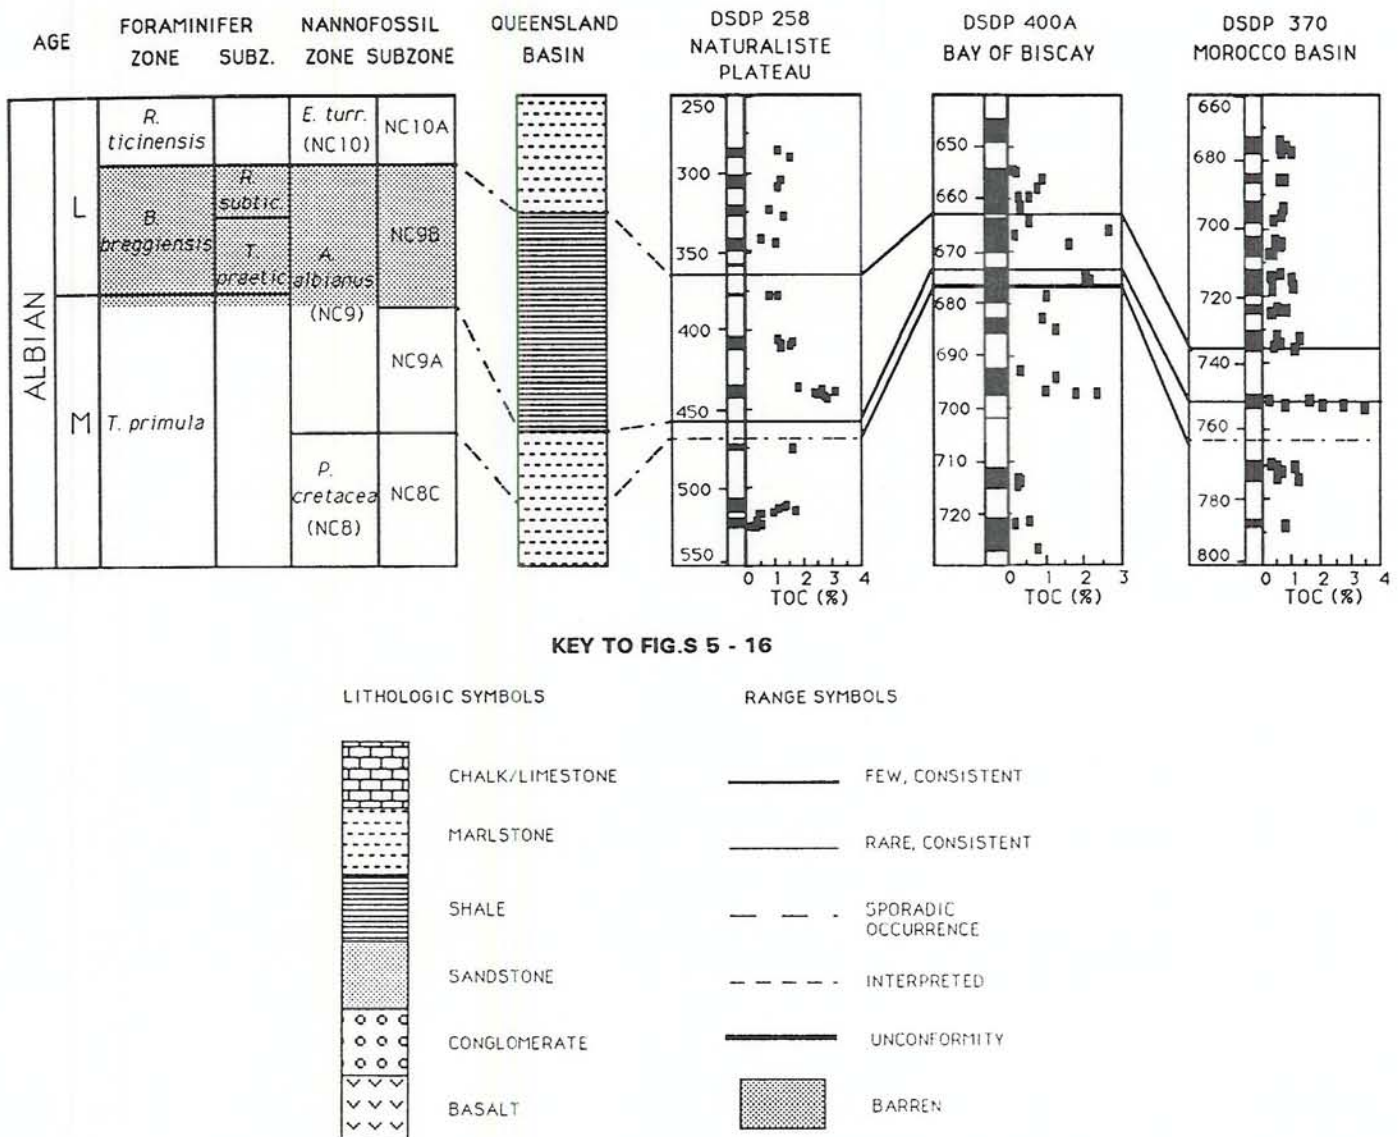 AGE
FORAMINIFER
ZONE SUBZ.
NANNOFOSSIL
ZONE SUBZONE
QUEENSLAND
BASIN
DSDP 258
NATURALISTE
PLATEAU
DSDP 400A
BAY OF BISCAY
DSDP 370
MOROCCO BASIN
ALBIAN
L
M
R.
ticinensis
B.
breggiensis
T. primula
R.
subtic.
T.
praetic
E. turr.
(NC10)
A.
albianus
(NC9)
P.
cretacea
(NC8)
NC10A
NC9B
NC9A
NC8C
250
300
350
400
450
500
550
0 1 2 3 4
TOC (%)
650
660
670
680
690
700
710
720
0 1 2 3
TOC (%)
660
680
700
720
740
760
780
800
0 1 2 3 4
TOC (%)
KEY TO FIG.S 5 - 16
LITHOLOGIC SYMBOLS
CHALK/LIMESTONE
MARLSTONE
SHALE
SANDSTONE
CONGLOMERATE
BASALT
RANGE SYMBOLS
FEW, CONSISTENT
RARE, CONSISTENT
SPORADIC
OCCURRENCE
INTERPRETED
UNCONFORMITY
BARREN